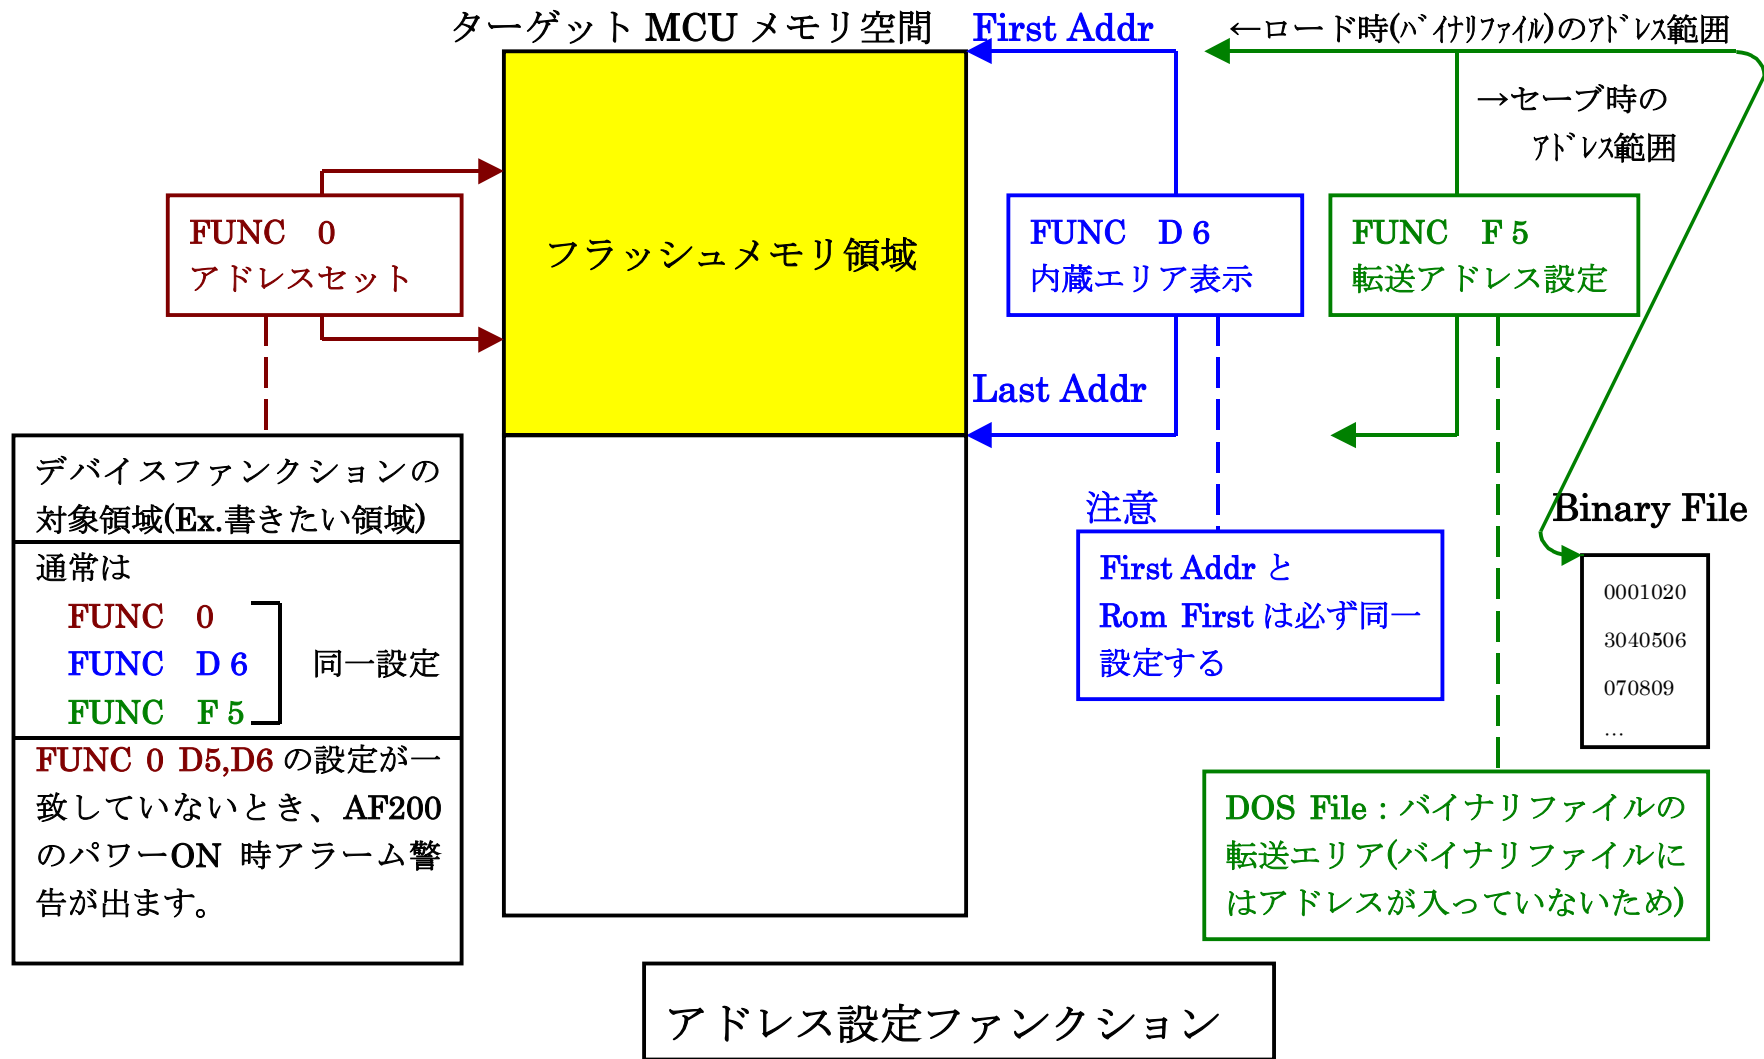 ターゲット MCU メモリ空間
First Addr
←ロード時(ﾊﾞｲﾅﾘﾌｧｲﾙ)のｱﾄﾞﾚｽ範囲
→セーブ時の
ｱﾄﾞﾚｽ範囲
FUNC 0
アドレスセット
フラッシュメモリ領域
FUNC D 6
内蔵エリア表示
FUNC F 5
転送アドレス設定
Last Addr
デバイスファンクションの
対象領域(Ex.書きたい領域)
通常は
FUNC 0
FUNC D 6
FUNC F 5
同一設定
FUNC 0 D5,D6 の設定が一
致していないとき、AF200
のパワーON 時アラーム警
告が出ます。
注意
First Addr と
Rom First は必ず同一
設定する
Binary File
0001020
3040506
070809
…
DOS File : バイナリファイルの
転送エリア(バイナリファイルに
はアドレスが入っていないため)
アドレス設定ファンクション